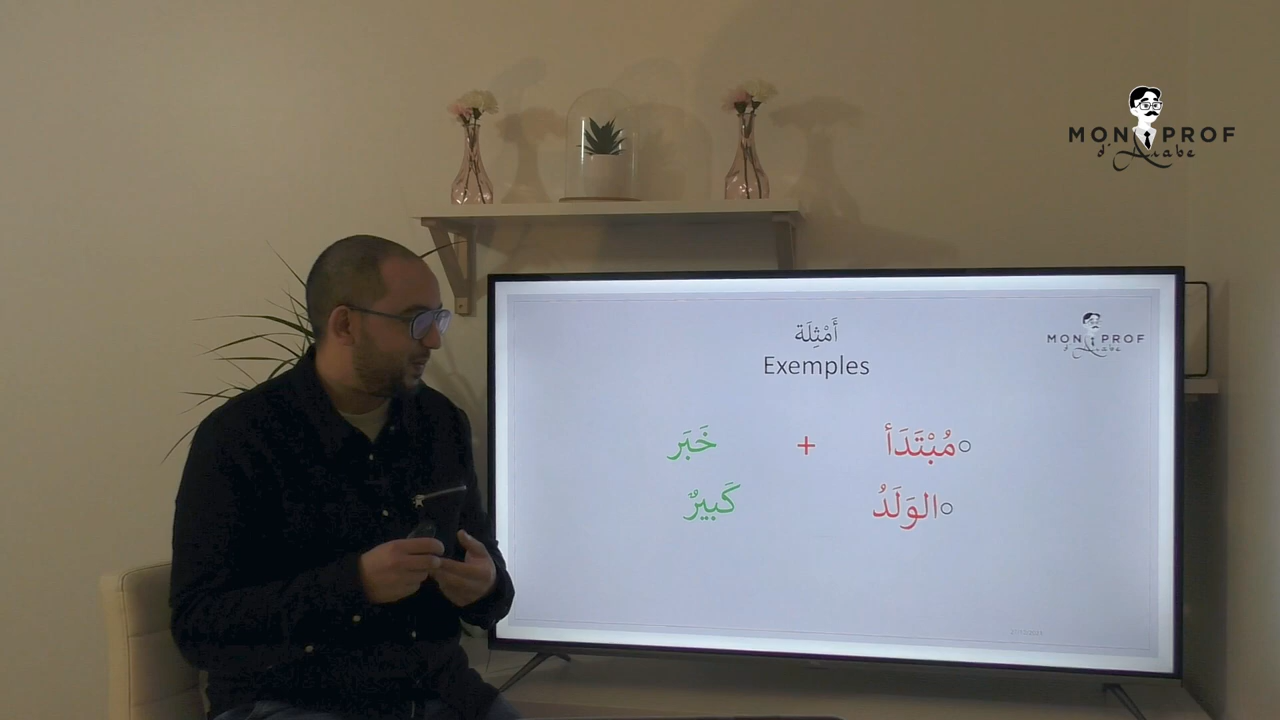 MON PROF
d'Arabe
أَمْثِلَة
Exemples
MON PROF
d'Arabe
مُبْتَدَأ + خَبَر
الوَلَدُ كَبِيرٌ